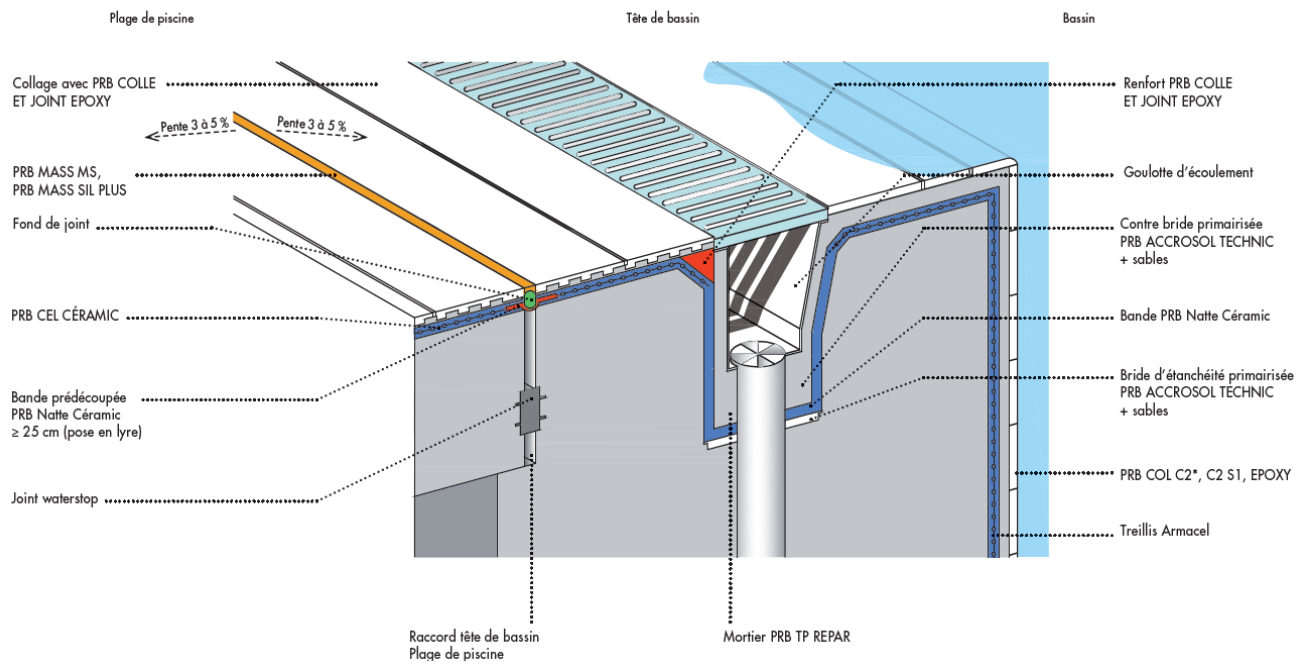 Plage de piscine
Tête de bassin
Bassin
Collage avec PRB COLLE
ET JOINT EPOXY
Pente 3 à 5 %
Pente 3 à 5 %
PRB MASS MS,
PRB MASS SIL PLUS
Fond de joint
PRB CEL CÉRAMIC
Bande prédécoupée
PRB Natte Céramic
≥ 25 cm (pose en lyre)
Joint waterstop
Raccord tête de bassin
Plage de piscine
Mortier PRB TP REPAR
Renfort PRB COLLE
ET JOINT EPOXY
Goulotte d'écoulement
Contre bride primairisée
PRB ACCROSOL TECHNIC
+ sables
Bande PRB Natte Céramic
Bride d'étanchéité primairisée
PRB ACCROSOL TECHNIC
+ sables
PRB COL C2*, C2 S1, EPOXY
Treillis Armacel